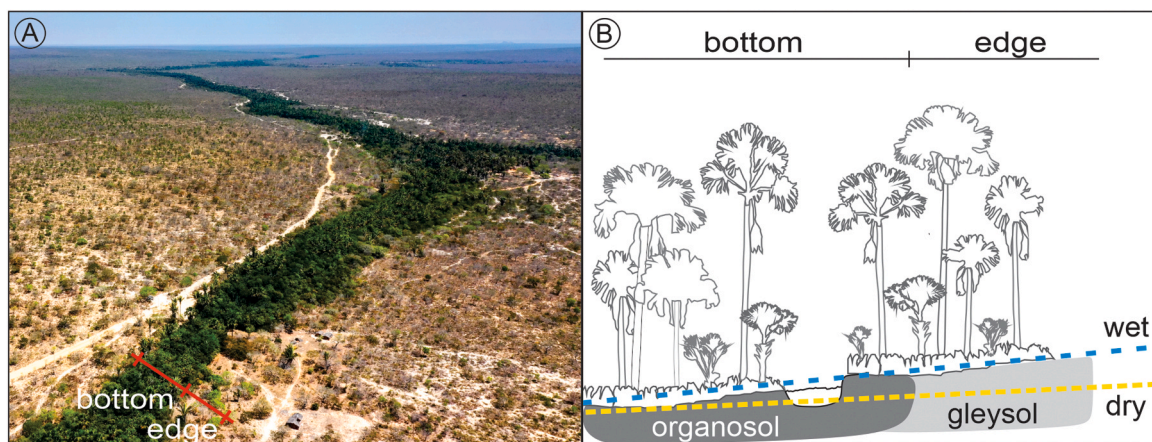 A
bottom
edge
B
bottom
edge
wet
dry
organosol
gleysol